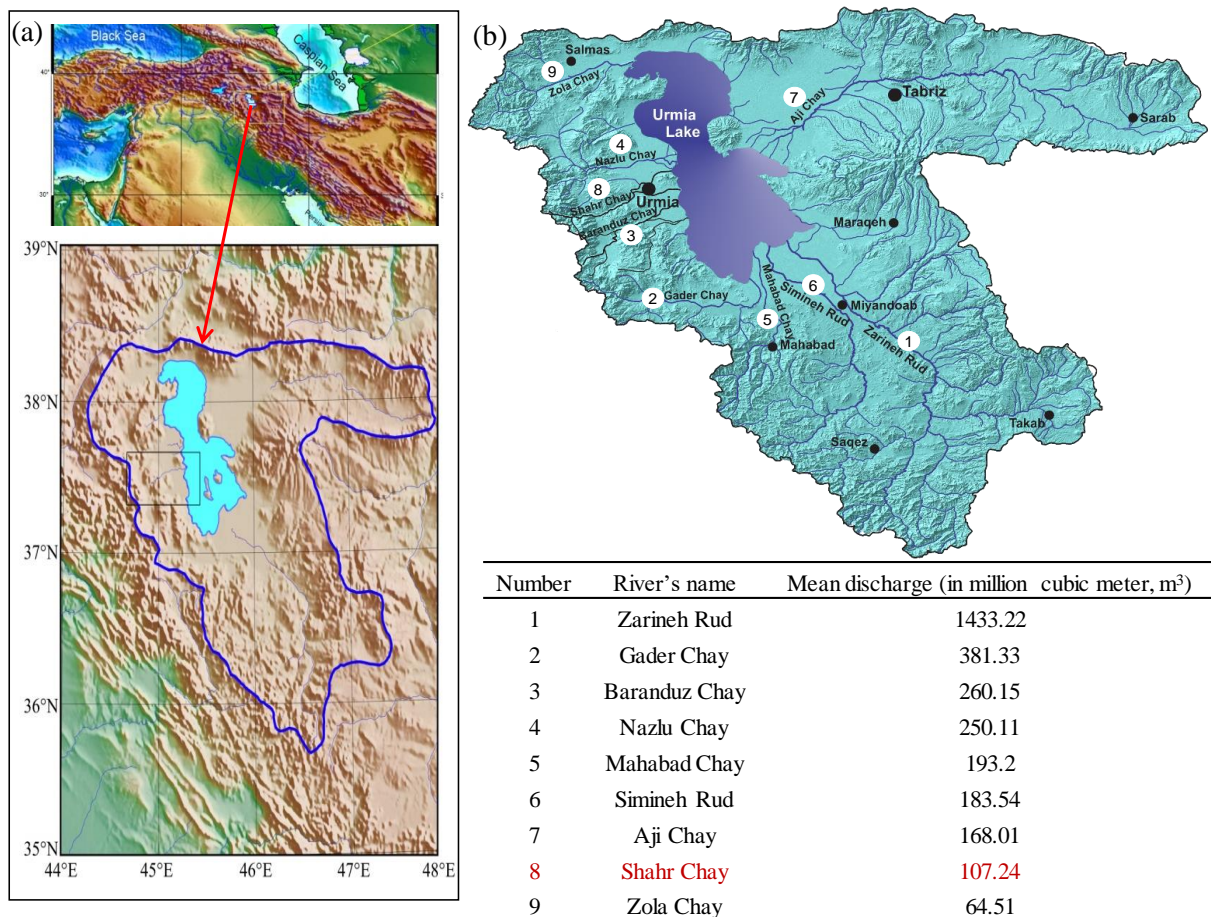 (a)
Black Sea
Caspian Sea
40°
30°
39°N
38°N
37°N
36°N
35°N
44°E 45°E 46°E 47°E 48°E
(b)
Salmas
9
Zola Chay
Urmia
Lake
7
Aji Chay
Tabriz
Sarab
4
Nazlu Chay
8
Shahr Chay
Urmia
Baranduz Chay
3
Maraqeh
2
Gader Chay
Mahabad Chay
5
Mahabad
6
Simineh Rud
Miyandoab
Zarineh Rud
1
Takab
Saqez
Number River's name Mean discharge (in million cubic meter, m³)
1 Zarineh Rud 1433.22
2 Gader Chay 381.33
3 Baranduz Chay 260.15
4 Nazlu Chay 250.11
5 Mahabad Chay 193.2
6 Simineh Rud 183.54
7 Aji Chay 168.01
8 Shahr Chay 107.24
9 Zola Chay 64.51